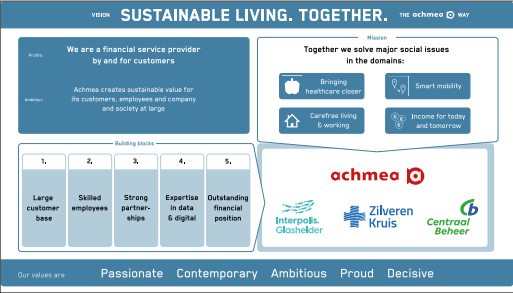 VISION SUSTAINABLE LIVING. TOGETHER. THE achmea WAY
Profile:
We are a financial service provider
by and for customers
Ambition:
Achmea creates sustainable value for
its customers, employees and company
and society at large
Mission
Together we solve major social issues
in the domains:
Bringing
healthcare closer
Smart mobility
Carefree living
& working
Income for today
and tomorrow
Building blocks
1.
Large
customer
base
2.
Skilled
employees
3.
Strong
partner-
ships
4.
Expertise
in data
& digital
5.
Outstanding
financial
position
achmea
Interpolis.
Glashelder
Zilveren
Kruis
Centraal
Beheer
Our values are Passionate Contemporary Ambitious Proud Decisive